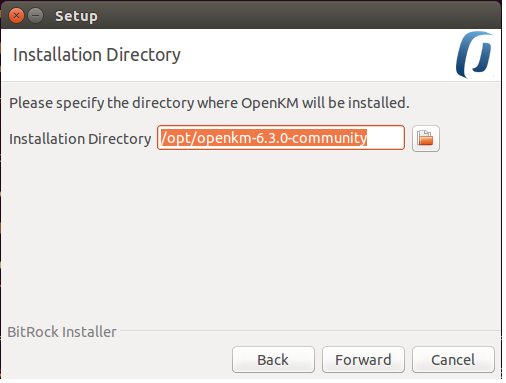 Setup
Installation Directory
Please specify the directory where OpenKM will be installed.
Installation Directory /opt/openkm-6.3.0-community
BitRock Installer
Back Forward Cancel